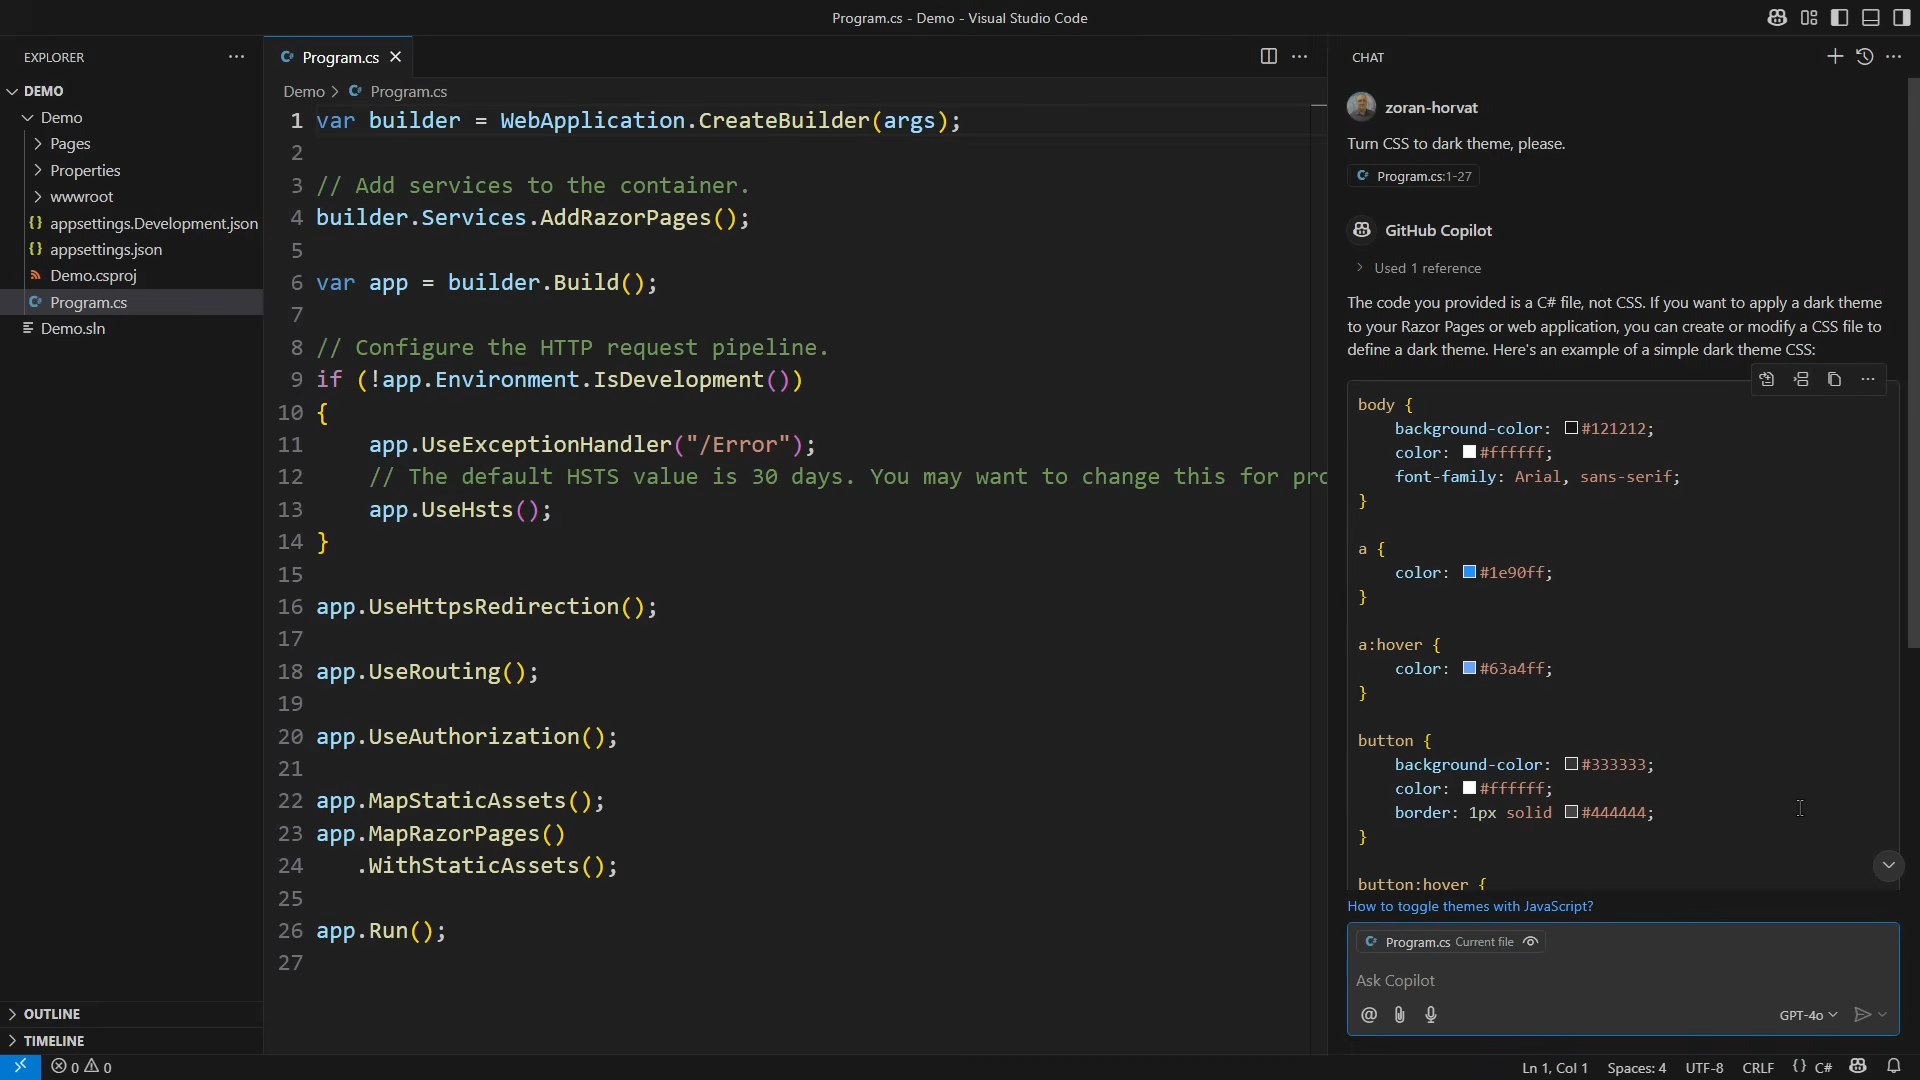 Program.cs - Demo - Visual Studio Code
EXPLORER
DEMO
Demo
Pages
Properties
wwwroot
appsettings.Development.json
appsettings.json
Demo.csproj
Program.cs
Demo.sln
OUTLINE
TIMELINE
Program.cs
Demo > Program.cs
1 var builder = WebApplication.CreateBuilder(args);
2
3 // Add services to the container.
4 builder.Services.AddRazorPages();
5
6 var app = builder.Build();
7
8 // Configure the HTTP request pipeline.
9 if (!app.Environment.IsDevelopment())
10 {
11     app.UseExceptionHandler("/Error");
12     // The default HSTS value is 30 days. You may want to change this for pro
13     app.UseHsts();
14 }
15
16 app.UseHttpsRedirection();
17
18 app.UseRouting();
19
20 app.UseAuthorization();
21
22 app.MapStaticAssets();
23 app.MapRazorPages()
24    .WithStaticAssets();
25
26 app.Run();
27
CHAT
zoran-horvat
Turn CSS to dark theme, please.
Program.cs:1-27
GitHub Copilot
Used 1 reference
The code you provided is a C# file, not CSS. If you want to apply a dark theme
to your Razor Pages or web application, you can create or modify a CSS file to
define a dark theme. Here's an example of a simple dark theme CSS:
body {
    background-color: #121212;
    color: #ffffff;
    font-family: Arial, sans-serif;
}
a {
    color: #1e90ff;
}
a:hover {
    color: #63a4ff;
}
button {
    background-color: #333333;
    color: #ffffff;
    border: 1px solid #444444;
}
button:hover {
How to toggle themes with JavaScript?
Program.cs Current file
Ask Copilot
@
GPT-4o
0 0
Ln 1, Col 1 Spaces: 4 UTF-8 CRLF {} C#